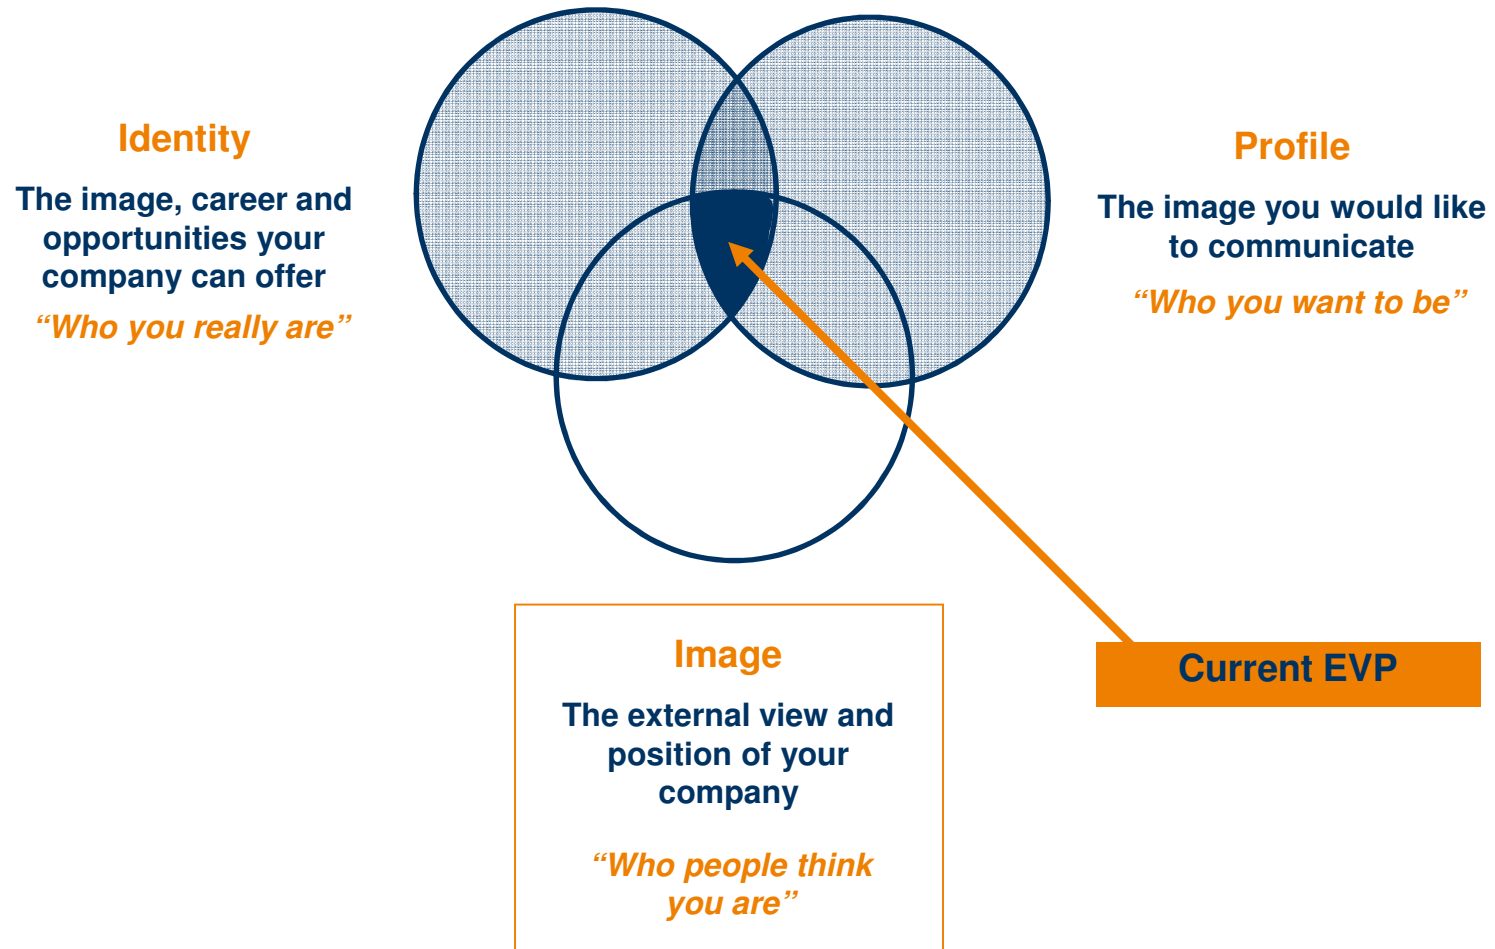 Identity
The image, career and
opportunities your
company can offer
“Who you really are”
Profile
The image you would like
to communicate
“Who you want to be”
Image
The external view and
position of your
company
“Who people think
you are”
Current EVP